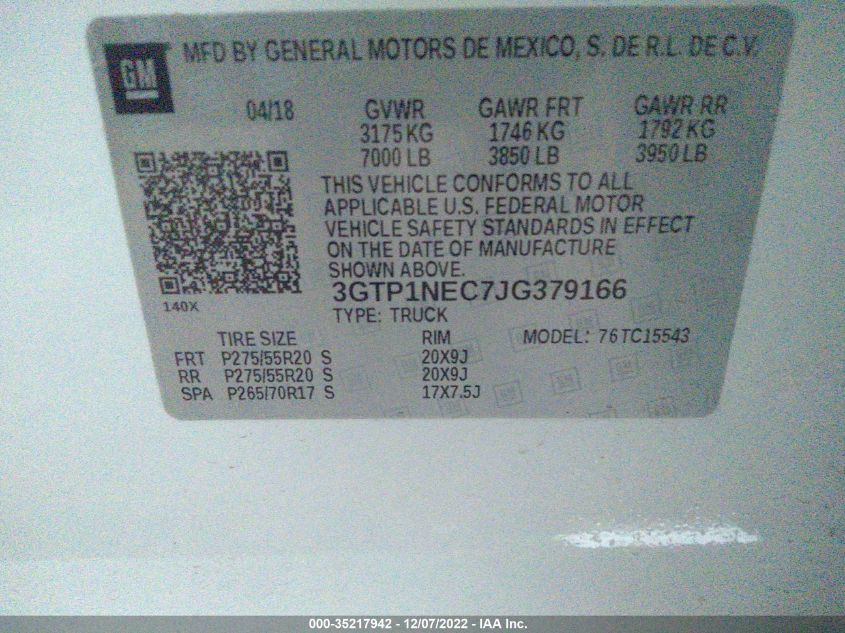 GM
MFD BY GENERAL MOTORS DE MEXICO, S. DE R.L. DE C.V.
04/18 GVWR GAWR FRT GAWR RR
3175 KG 1746 KG 1792 KG
7000 LB 3850 LB 3950 LB
THIS VEHICLE CONFORMS TO ALL
APPLICABLE U.S. FEDERAL MOTOR
VEHICLE SAFETY STANDARDS IN EFFECT
ON THE DATE OF MANUFACTURE
SHOWN ABOVE.
140X
3GTP1NEC7JG379166
TYPE: TRUCK
TIRE SIZE RIM MODEL: 76TC15543
FRT P275/55R20 S 20X9J
RR P275/55R20 S 20X9J
SPA P265/70R17 S 17X7.5J
000-35217942 - 12/07/2022 - IAA Inc.